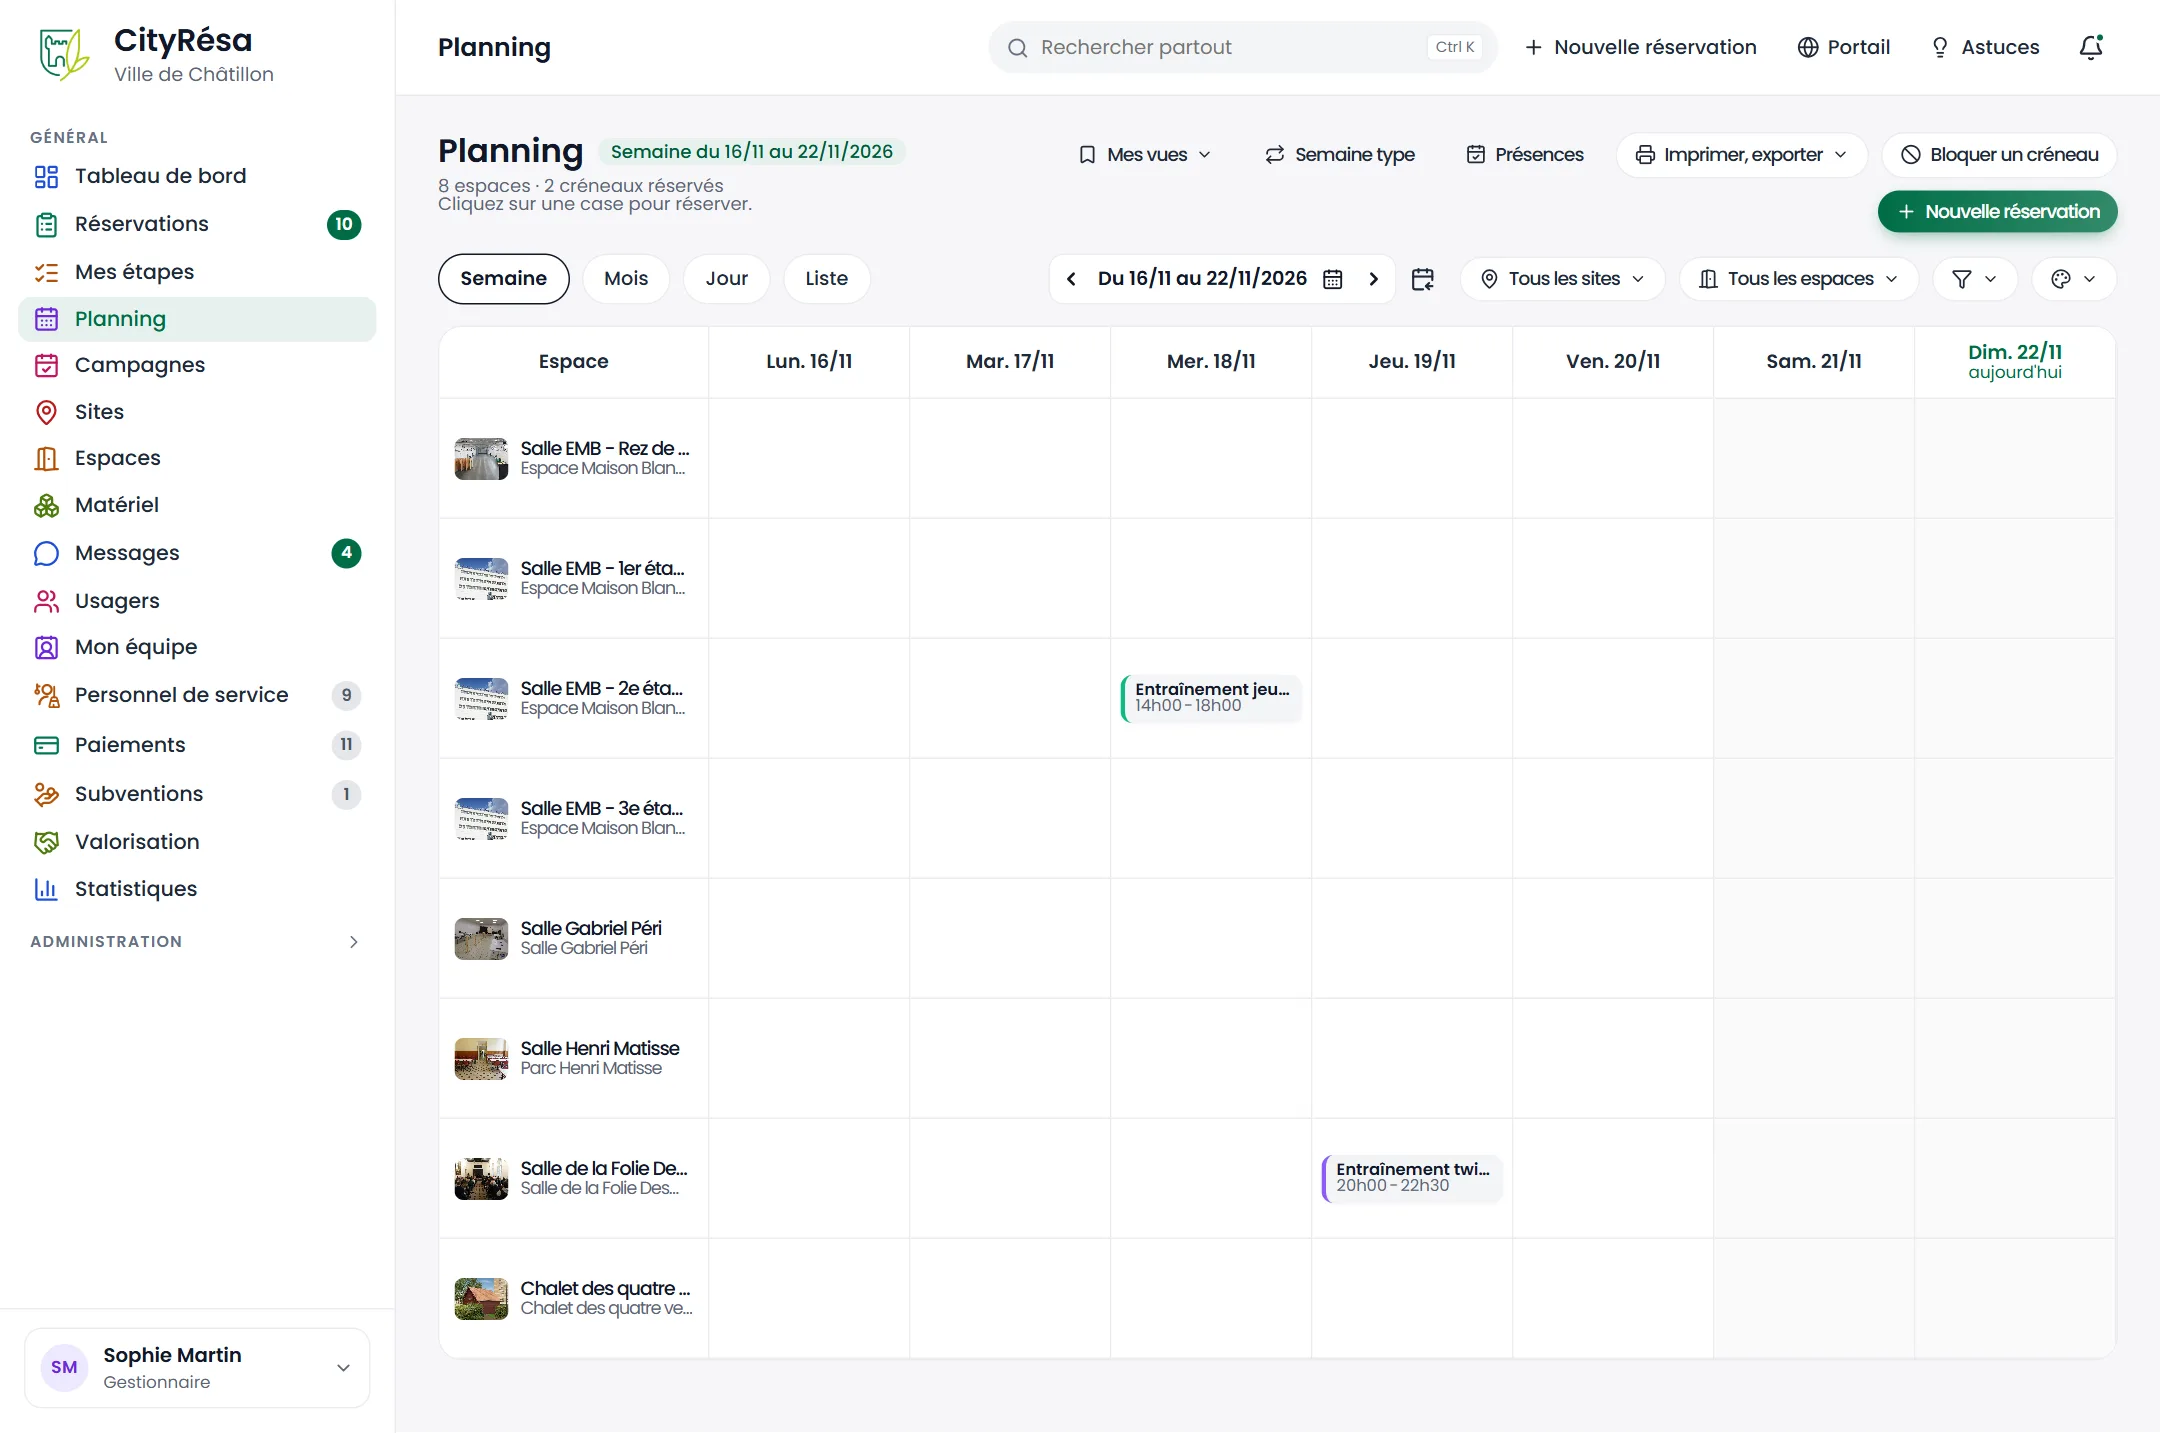 CityRésa
Ville de Châtillon
GÉNÉRAL
Tableau de bord
Réservations 10
Mes étapes
Planning
Campagnes
Sites
Espaces
Matériel
Messages 4
Usagers
Mon équipe
Personnel de service 9
Paiements 11
Subventions 1
Valorisation
Statistiques
ADMINISTRATION
SM
Sophie Martin
Gestionnaire
Planning
Rechercher partout Ctrl K
Nouvelle réservation
Portail
Astuces
Planning Semaine du 16/11 au 22/11/2026
8 espaces · 2 créneaux réservés
Cliquez sur une case pour réserver.
Mes vues
Semaine type
Présences
Imprimer, exporter
Bloquer un créneau
Nouvelle réservation
Semaine Mois Jour Liste
Du 16/11 au 22/11/2026
Tous les sites
Tous les espaces
Espace Lun. 16/11 Mar. 17/11 Mer. 18/11 Jeu. 19/11 Ven. 20/11 Sam. 21/11 Dim. 22/11
aujourd'hui
Salle EMB - Rez de ...
Espace Maison Blan...
Salle EMB - 1er éta...
Espace Maison Blan...
Salle EMB - 2e éta...
Espace Maison Blan...
Entraînement jeu...
14h00 - 18h00
Salle EMB - 3e éta...
Espace Maison Blan...
Salle Gabriel Péri
Salle Gabriel Péri
Salle Henri Matisse
Parc Henri Matisse
Salle de la Folie De...
Salle de la Folie Des...
Entraînement twi...
20h00 - 22h30
Chalet des quatre ...
Chalet des quatre ve...